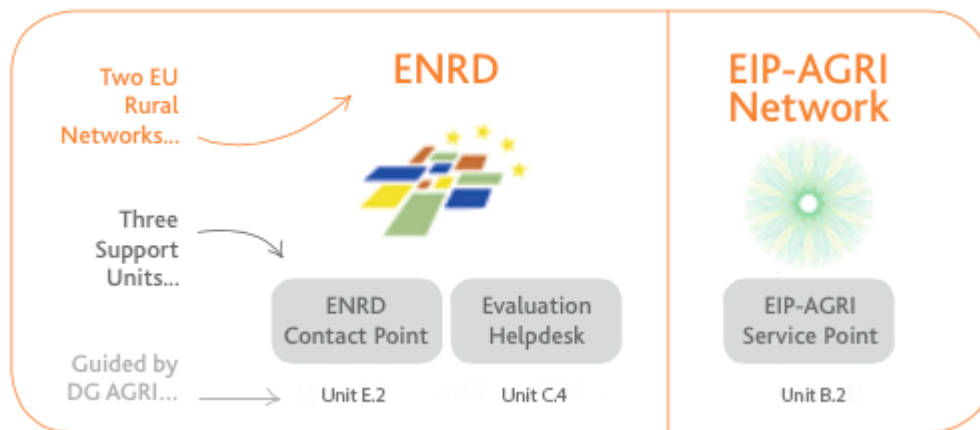 Two EU
Rural
Networks...
ENRD
EIP-AGRI
Network
Three
Support
Units...
ENRD
Contact Point
Evaluation
Helpdesk
EIP-AGRI
Service Point
Guided by
DG AGRI...
Unit E.2
Unit C.4
Unit B.2